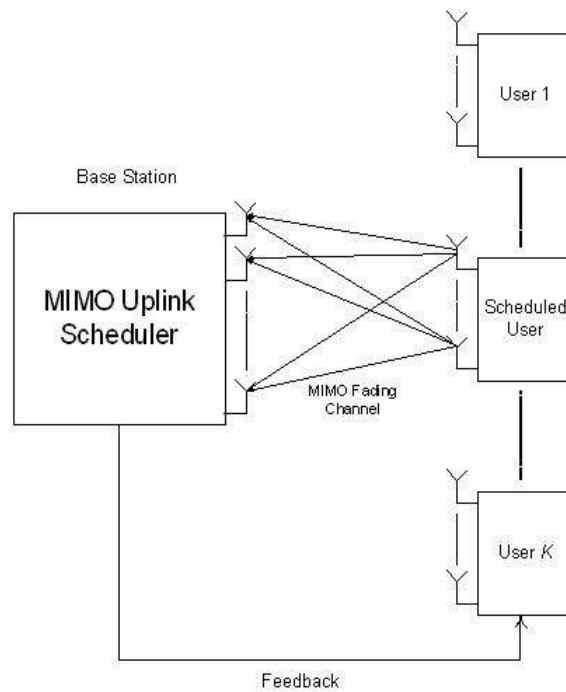 User 1
Base Station
MIMO Uplink
Scheduler
Scheduled
User
MIMO Fading
Channel
User K
Feedback